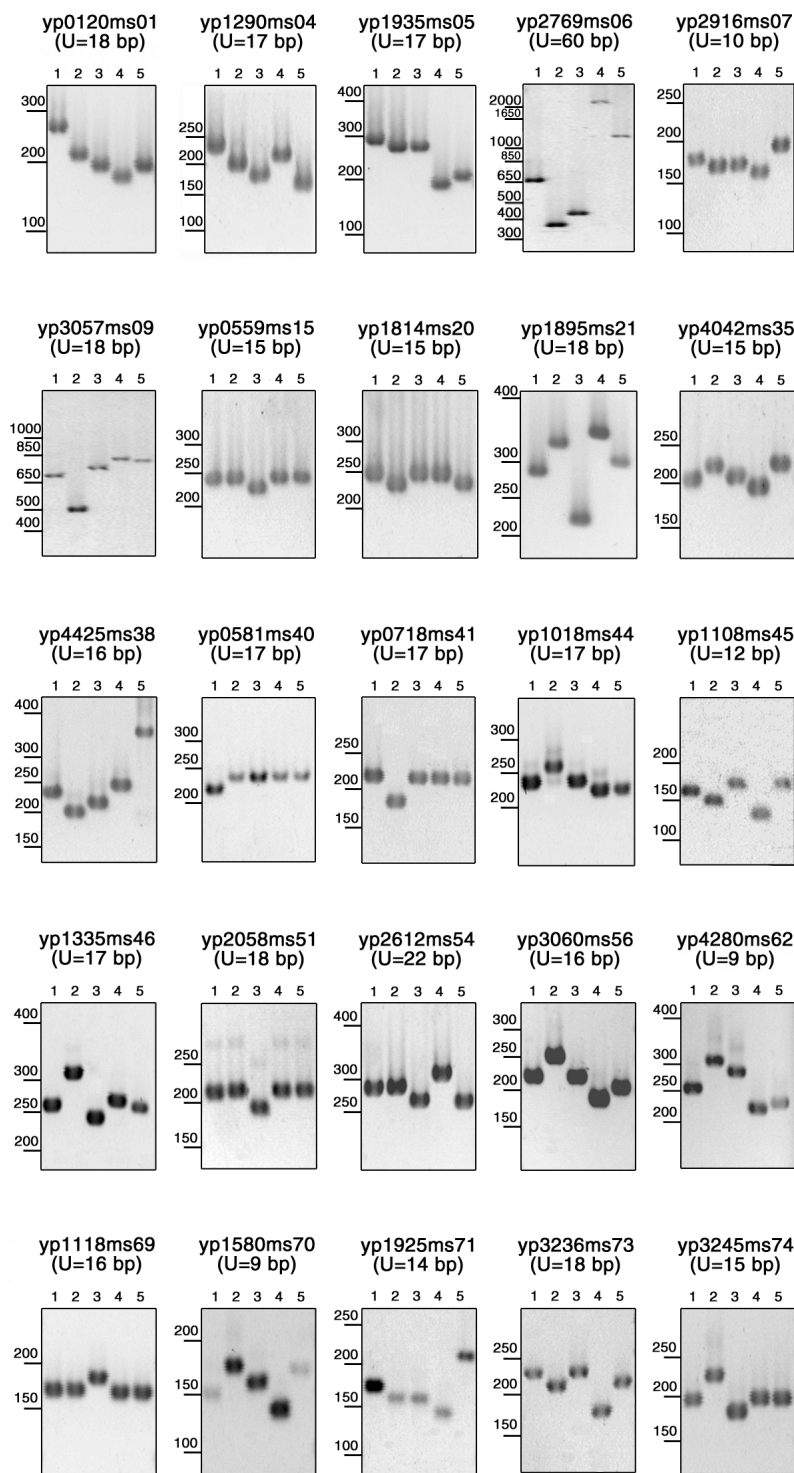 yp0120ms01 yp1290ms04 yp1935ms05 yp2769ms06 yp2916ms07
(U=18 bp) (U=17 bp) (U=17 bp) (U=60 bp) (U=10 bp)
1 2 3 4 5 1 2 3 4 5 1 2 3 4 5 1 2 3 4 5 1 2 3 4 5
300 200 100
250 200 150 100
400 300 200 100
2000 1650 1000 850 650 500 400 300
250 200 150 100
yp3057ms09 yp0559ms15 yp1814ms20 yp1895ms21 yp4042ms35
(U=18 bp) (U=15 bp) (U=15 bp) (U=18 bp) (U=15 bp)
1 2 3 4 5 1 2 3 4 5 1 2 3 4 5 1 2 3 4 5 1 2 3 4 5
1000 850 650 500 400
300 250 200
300 250 200
400 300 250 200
250 200 150
yp4425ms38 yp0581ms40 yp0718ms41 yp1018ms44 yp1108ms45
(U=16 bp) (U=17 bp) (U=17 bp) (U=17 bp) (U=12 bp)
1 2 3 4 5 1 2 3 4 5 1 2 3 4 5 1 2 3 4 5 1 2 3 4 5
400 300 250 200 150
300 250 200
250 200 150
300 250 200
200 150 100
yp1335ms46 yp2058ms51 yp2612ms54 yp3060ms56 yp4280ms62
(U=17 bp) (U=18 bp) (U=22 bp) (U=16 bp) (U=9 bp)
1 2 3 4 5 1 2 3 4 5 1 2 3 4 5 1 2 3 4 5 1 2 3 4 5
400 300 250 200
250 200 150
400 300 250
300 250 200 150
400 300 250 200
yp1118ms69 yp1580ms70 yp1925ms71 yp3236ms73 yp3245ms74
(U=16 bp) (U=9 bp) (U=14 bp) (U=18 bp) (U=15 bp)
1 2 3 4 5 1 2 3 4 5 1 2 3 4 5 1 2 3 4 5 1 2 3 4 5
200 150
200 150 100
250 200 150 100
250 200 150
250 200 150